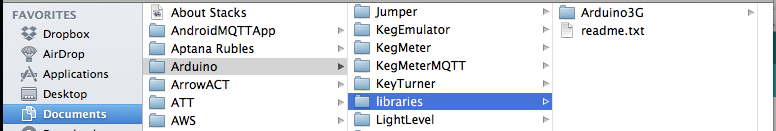 FAVORITES
Dropbox
AirDrop
Applications
Desktop
Documents
About Stacks
AndroidMQTTApp
Aptana Rubles
Arduino
ArrowACT
ATT
AWS
Jumper
KegEmulator
KegMeter
KegMeterMQTT
KeyTurner
libraries
LightLevel
Arduino3G
readme.txt